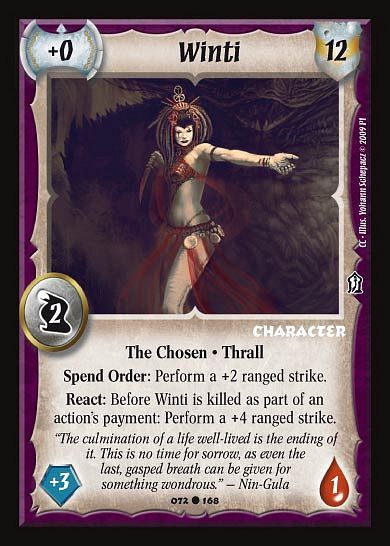 +0
Winti
12
CC • Illus. Yohann Schepacz © 2009 P1
2
CHARACTER
The Chosen • Thrall
Spend Order: Perform a +2 ranged strike.
React: Before Winti is killed as part of an
action's payment: Perform a +4 ranged strike.
“The culmination of a life well-lived is the ending of
it. This is no time for sorrow, as even the
last, gasped breath can be given for
something wondrous.” – Nin-Gula
+3
1
072 ● 168